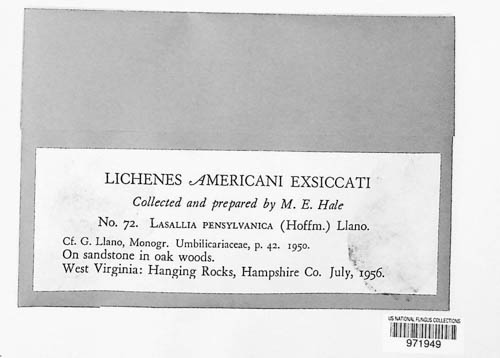 LICHENES AMERICANI EXSICCATI
Collected and prepared by M. E. Hale
No. 72. LASALLIA PENSYLVANICA (Hoffm.) Llano.
Cf. G. Llano, Monogr. Umbilicariaceae, p. 42. 1950.
On sandstone in oak woods.
West Virginia: Hanging Rocks, Hampshire Co. July, 1956.
US NATIONAL FUNGUS COLLECTIONS
971949